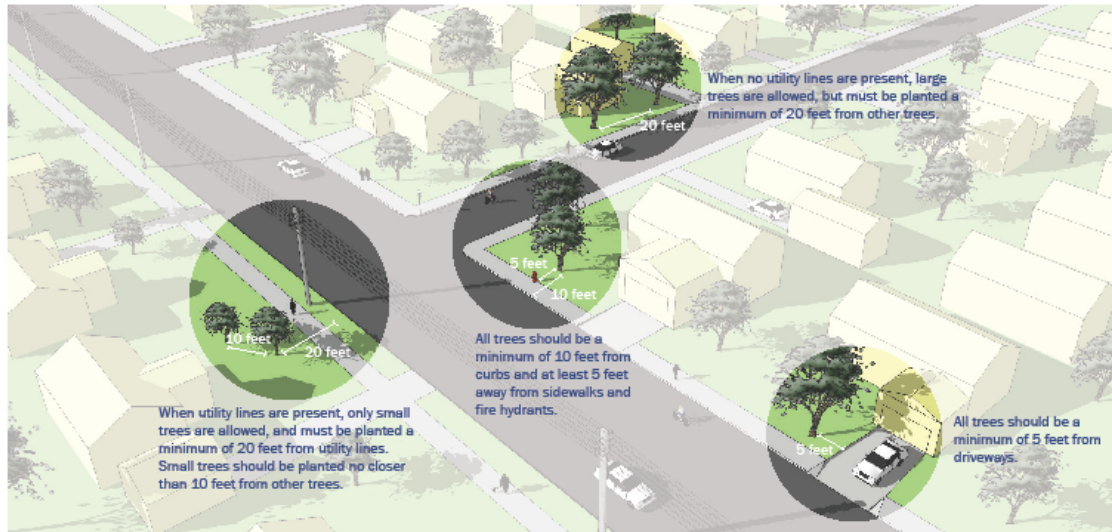 When no utility lines are present, large
trees are allowed, but must be planted a
minimum of 20 feet from other trees.
20 feet
5 feet
10 feet
All trees should be a
minimum of 10 feet from
curbs and at least 5 feet
away from sidewalks and
fire hydrants.
10 feet
20 feet
When utility lines are present, only small
trees are allowed, and must be planted a
minimum of 20 feet from utility lines.
Small trees should be planted no closer
than 10 feet from other trees.
5 feet
All trees should be a
minimum of 5 feet from
driveways.